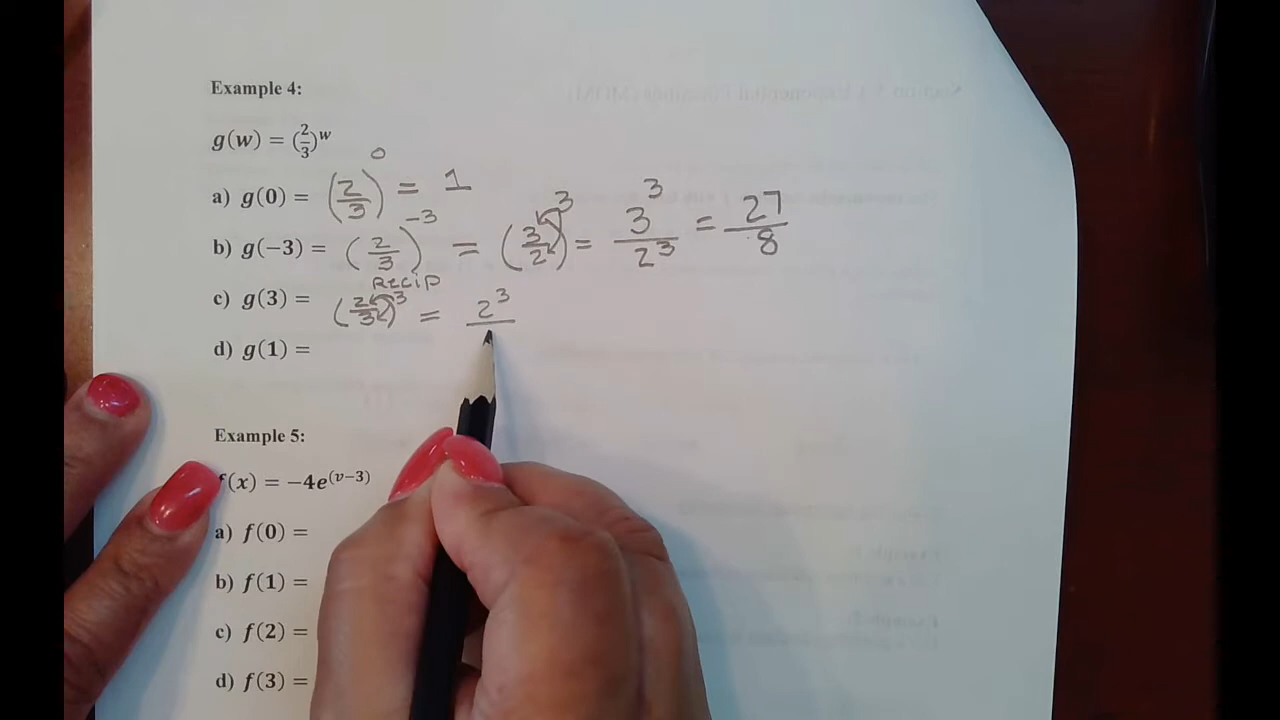 Example 4:
g(w) = (2/3)^w
a) g(0) = (2/3)^0 = 1
b) g(−3) = (2/3)^−3 = (3/2)^3 = 3^3/2^3 = 27/8
RECIP
c) g(3) = (2/3)^3 = 2^3/
d) g(1) =
Example 5:
f(x) = −4e^(v−3)
a) f(0) =
b) f(1) =
c) f(2) =
d) f(3) =